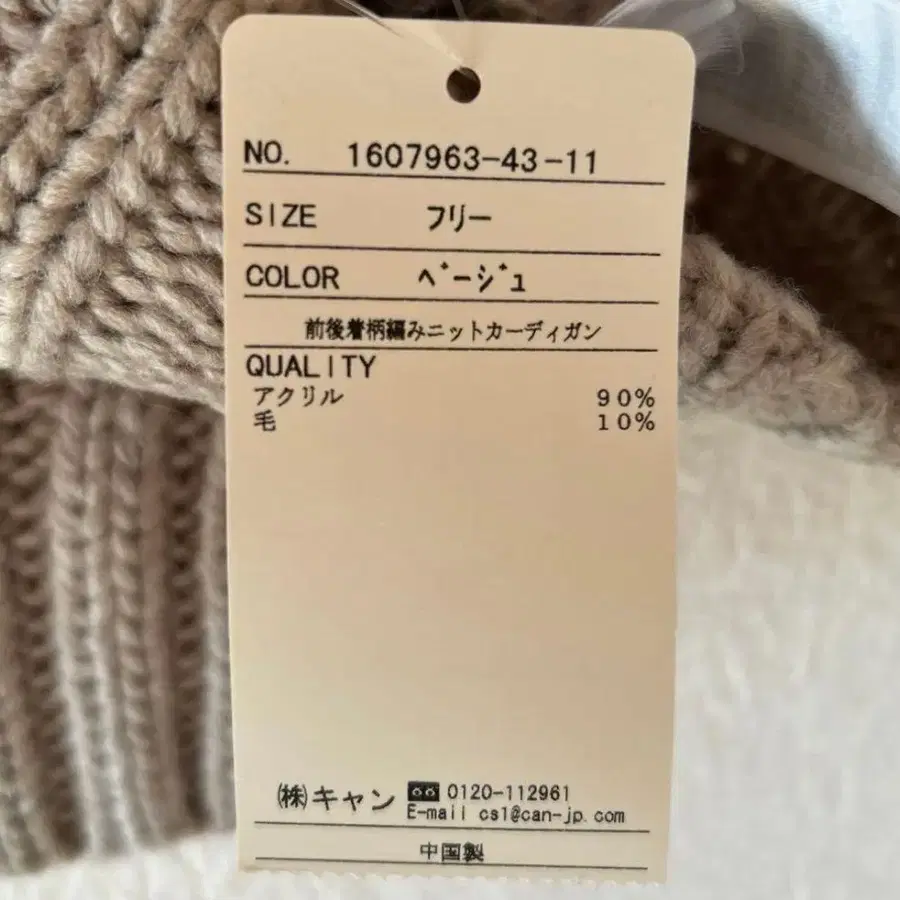 NO. 1607963-43-11
SIZE フリー
COLOR ベージュ
前後着柄編みニットカーディガン
QUALITY
アクリル 90%
毛 10%
㈱キャン 0120-112961
E-mail cs1@can-jp.com
中国製